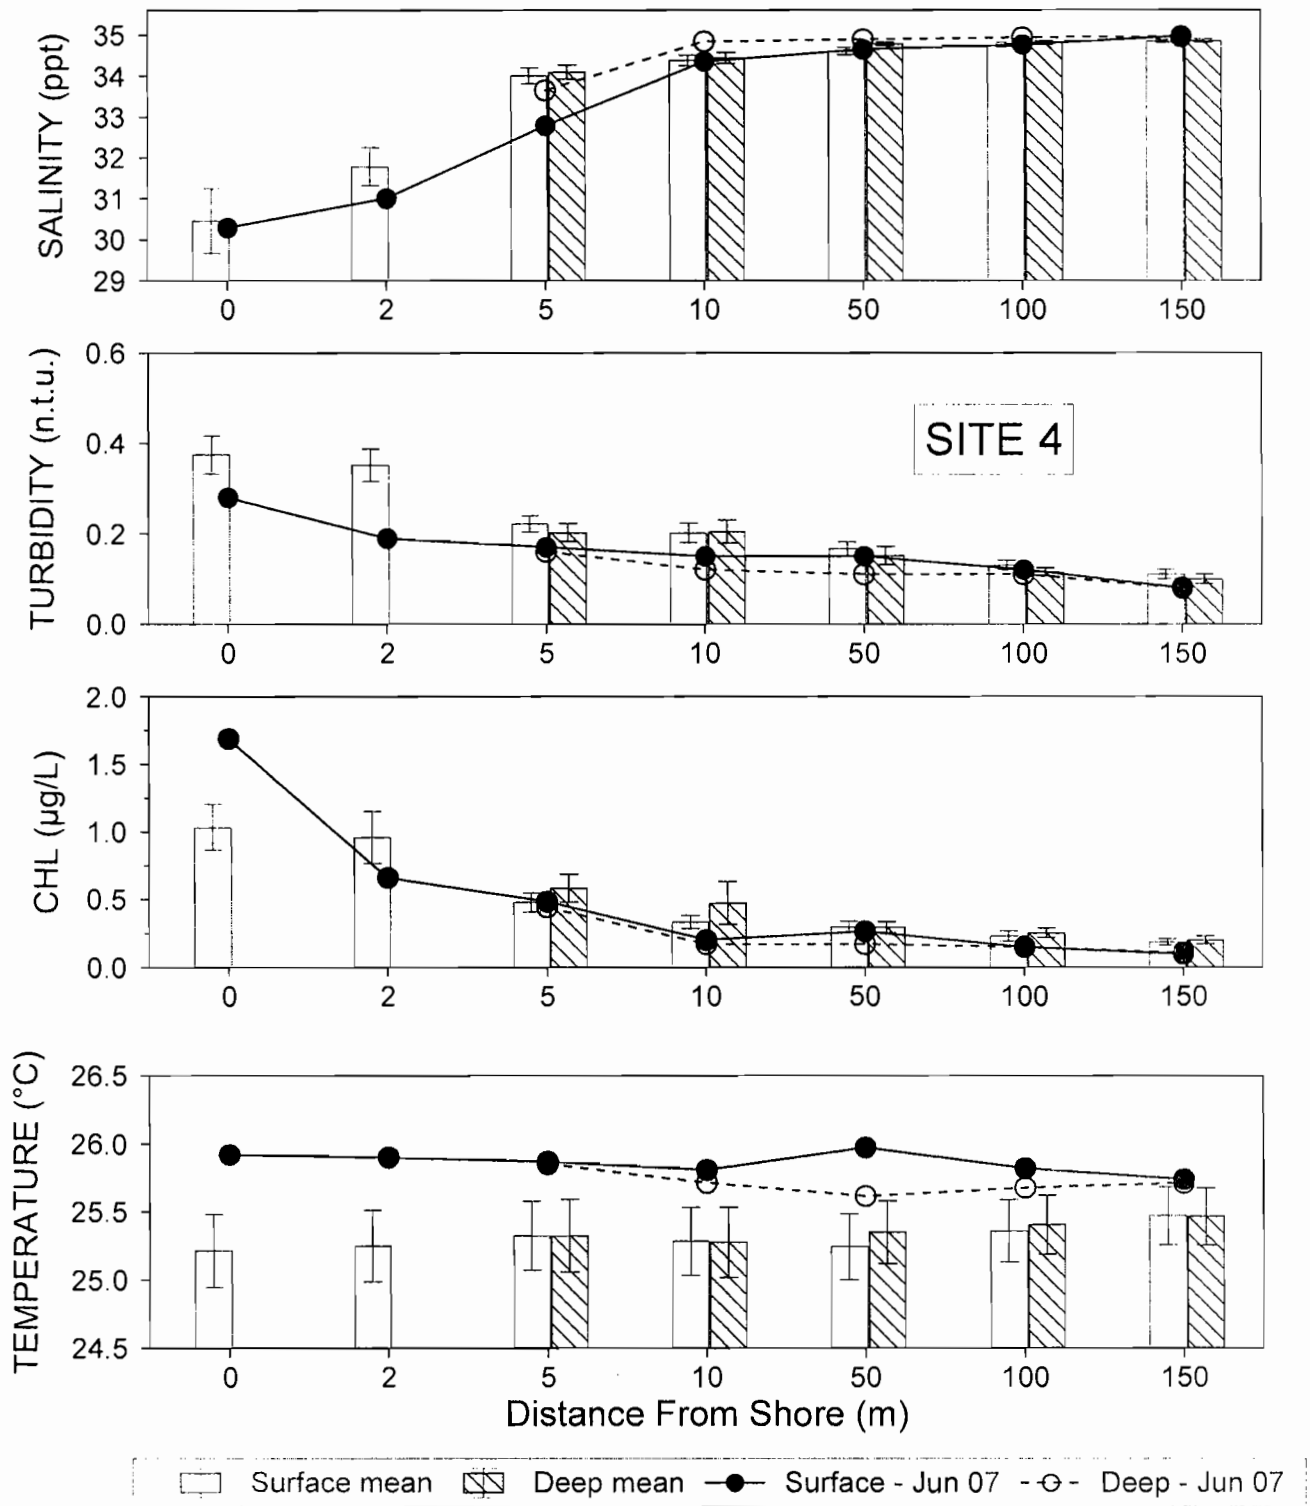 SALINITY (ppt)
35
34
33
32
31
30
29
0 2 5 10 50 100 150
TURBIDITY (n.t.u.)
0.6
0.4
0.2
0.0
SITE 4
0 2 5 10 50 100 150
CHL (µg/L)
2.0
1.5
1.0
0.5
0.0
0 2 5 10 50 100 150
TEMPERATURE (°C)
26.5
26.0
25.5
25.0
24.5
0 2 5 10 50 100 150
Distance From Shore (m)
Surface mean Deep mean Surface - Jun 07 Deep - Jun 07